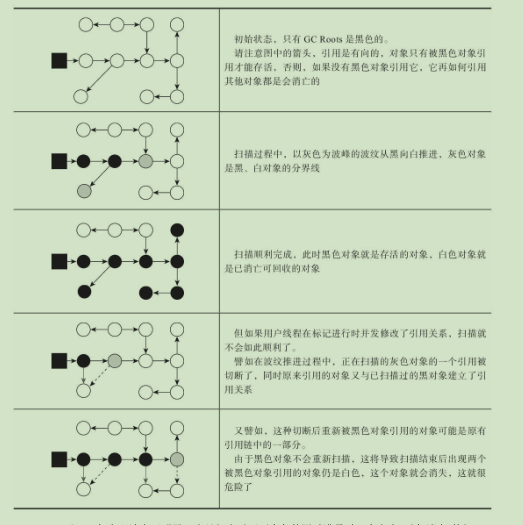 初始状态，只有 GC Roots 是黑色的。
请注意图中的箭头，引用是有向的，对象只有被黑色对象引
用才能存活，否则，如果没有黑色对象引用它，它再如何引用
其他对象都是会消亡的
扫描过程中，以灰色为波峰的波纹从黑向白推进，灰色对象
是黑、白对象的分界线
扫描顺利完成，此时黑色对象就是存活的对象，白色对象就
是已消亡可回收的对象
但如果用户线程在标记进行时并发修改了引用关系，扫描就
不会如此顺利了。
譬如在波纹推进过程中，正在扫描的灰色对象的一个引用被
切断了，同时原来引用的对象又与已扫描过的黑对象建立了引
用关系
又譬如，这种切断后重新被黑色对象引用的对象可能是原有
引用链中的一部分。
由于黑色对象不会重新扫描，这将导致扫描结束后出现两个
被黑色对象引用的对象仍是白色，这个对象就会消失，这就很
危险了